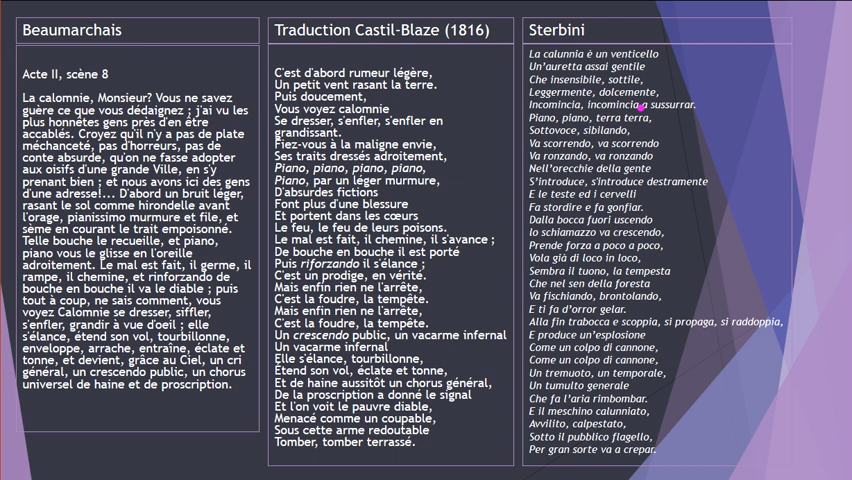 Beaumarchais
Acte II, scène 8
La calomnie, Monsieur? Vous ne savez
guère ce que vous dédaignez ; j'ai vu les
plus honnêtes gens près d'en être
accablés. Croyez qu'il n'y a pas de plate
méchanceté, pas d'horreurs, pas de
conte absurde, qu'on ne fasse adopter
aux oisifs d'une grande Ville, en s'y
prenant bien ; et nous avons ici des gens
d'une adresse!... D'abord un bruit léger,
rasant le sol comme hirondelle avant
l'orage, pianissimo murmure et file, et
sème en courant le trait empoisonné.
Telle bouche le recueille, et piano,
piano vous le glisse en l'oreille
adroitement. Le mal est fait, il germe, il
rampe, il chemine, et rinforzando de
bouche en bouche il va le diable ; puis
tout à coup, ne sais comment, vous
voyez Calomnie se dresser, siffler,
s'enfler, grandir à vue d'oeil ; elle
s'élance, étend son vol, tourbillonne,
enveloppe, arrache, entraîne, éclate et
tonne, et devient, grâce au Ciel, un cri
général, un crescendo public, un chorus
universel de haine et de proscription.
Traduction Castil-Blaze (1816)
C'est d'abord rumeur légère,
Un petit vent rasant la terre.
Puis doucement,
Vous voyez calomnie
Se dresser, s'enfler, s'enfler en
grandissant.
Fiez-vous à la maligne envie,
Ses traits dressés adroitement,
Piano, piano, piano, piano,
Piano, par un léger murmure,
D'absurdes fictions
Font plus d'une blessure
Et portent dans les cœurs
Le feu, le feu de leurs poisons.
Le mal est fait, il chemine, il s'avance ;
De bouche en bouche il est porté
Puis riforzando il s'élance ;
C'est un prodige, en vérité.
Mais enfin rien ne l'arrête,
C'est la foudre, la tempête.
Mais enfin rien ne l'arrête,
C'est la foudre, la tempête.
Un crescendo public, un vacarme infernal
Un vacarme infernal
Elle s'élance, tourbillonne,
Étend son vol, éclate et tonne,
Et de haine aussitôt un chorus général,
De la proscription a donné le signal
Et l'on voit le pauvre diable,
Menacé comme un coupable,
Sous cette arme redoutable
Tomber, tomber terrassé.
Sterbini
La calunnia è un venticello
Un'auretta assai gentile
Che insensibile, sottile,
Leggermente, dolcemente,
Incomincia, incomincia a sussurrar.
Piano, piano, terra terra,
Sottovoce, sibilando,
Va scorrendo, va scorrendo
Va ronzando, va ronzando
Nell'orecchie della gente
S'introduce, s'introduce destramente
E le teste ed i cervelli
Fa stordire e fa gonfiar.
Dalla bocca fuori uscendo
lo schiamazzo va crescendo,
Prende forza a poco a poco,
Vola già di loco in loco,
Sembra il tuono, la tempesta
Che nel sen della foresta
Va fischiando, brontolando,
E ti fa d'orror gelar.
Alla fin trabocca e scoppia, si propaga, si raddoppia,
E produce un'esplosione
Come un colpo di cannone,
Come un colpo di cannone,
Un tremuoto, un temporale,
Un tumulto generale
Che fa l'aria rimbombar.
E il meschino calunniato,
Avvilito, calpestato,
Sotto il pubblico flagello,
Per gran sorte va a crepar.